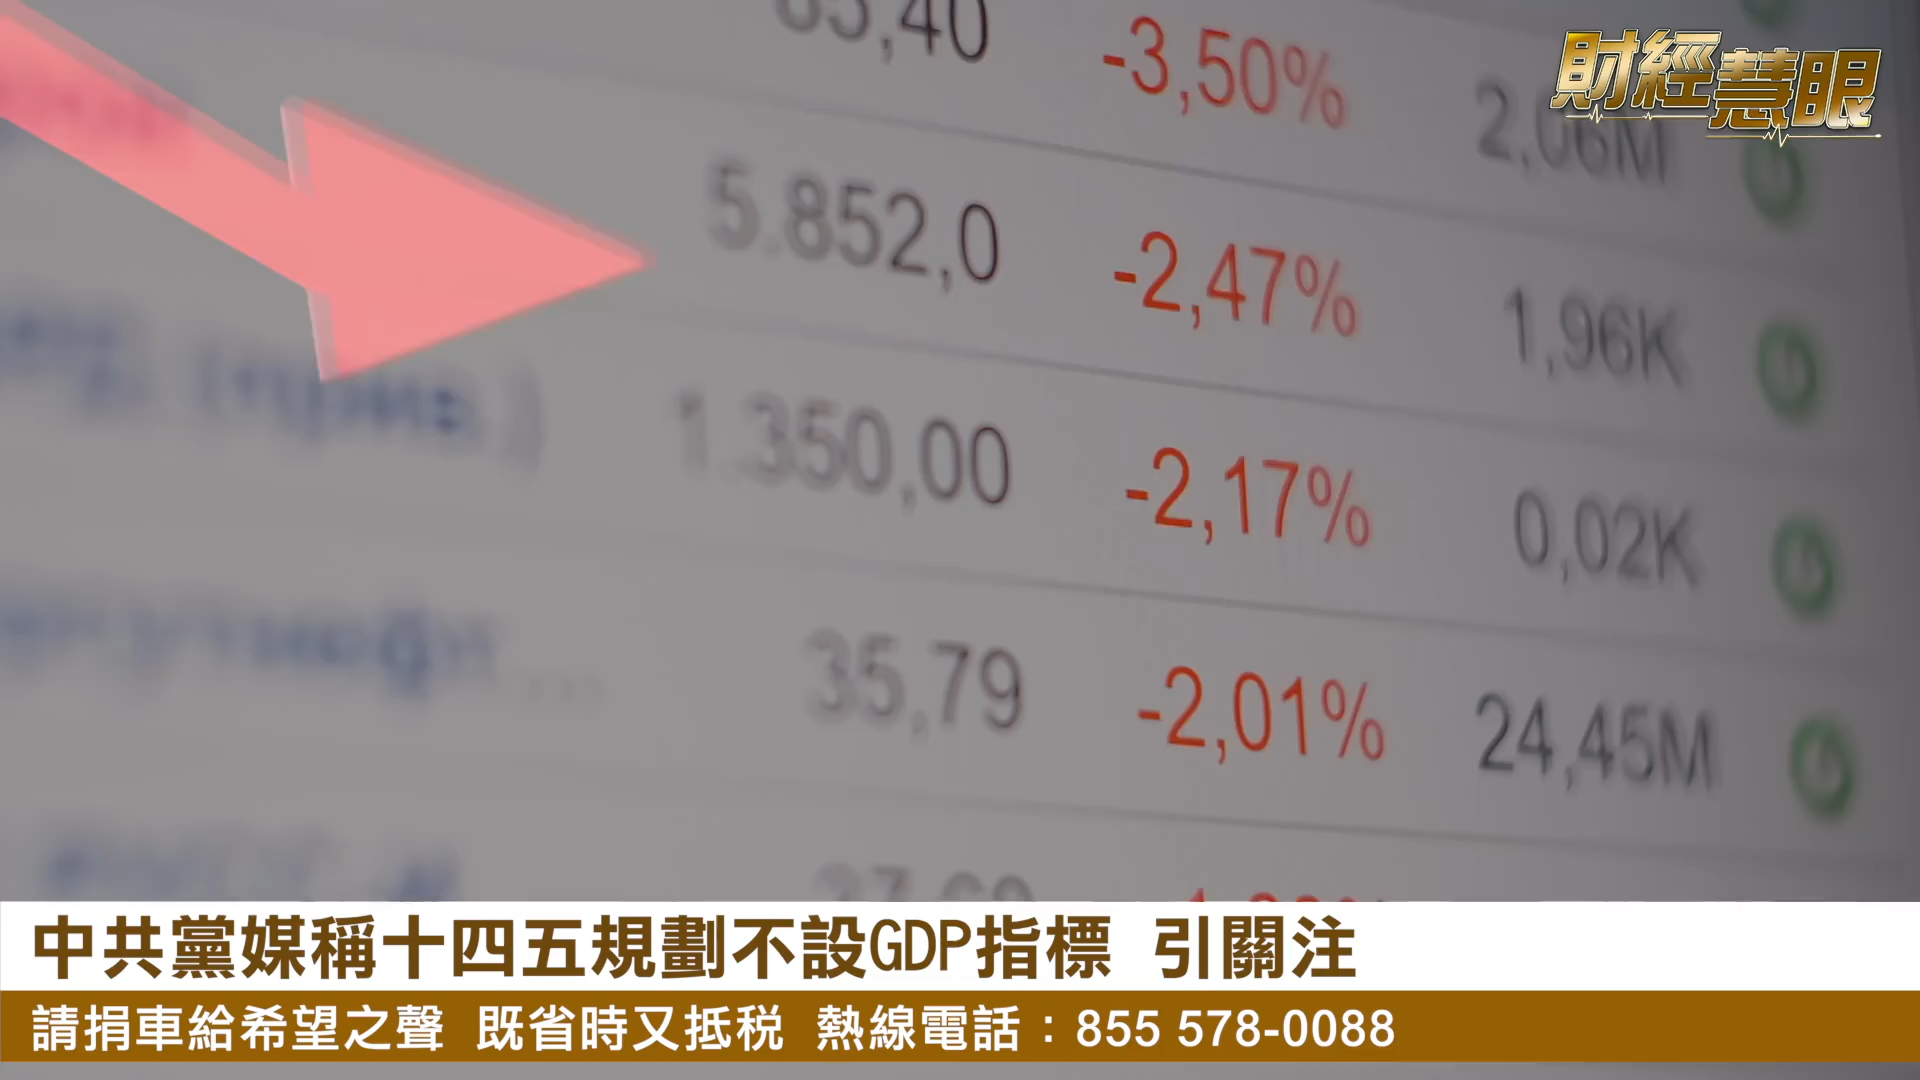 財經慧眼
-3,50%
2,06M
5.852,0 -2,47% 1,96K
1.350,00 -2,17% 0,02K
35,79 -2,01% 24,45M
中共黨媒稱十四五規劃不設GDP指標 引關注
請捐車給希望之聲 既省時又抵税 熱線電話：855 578-0088